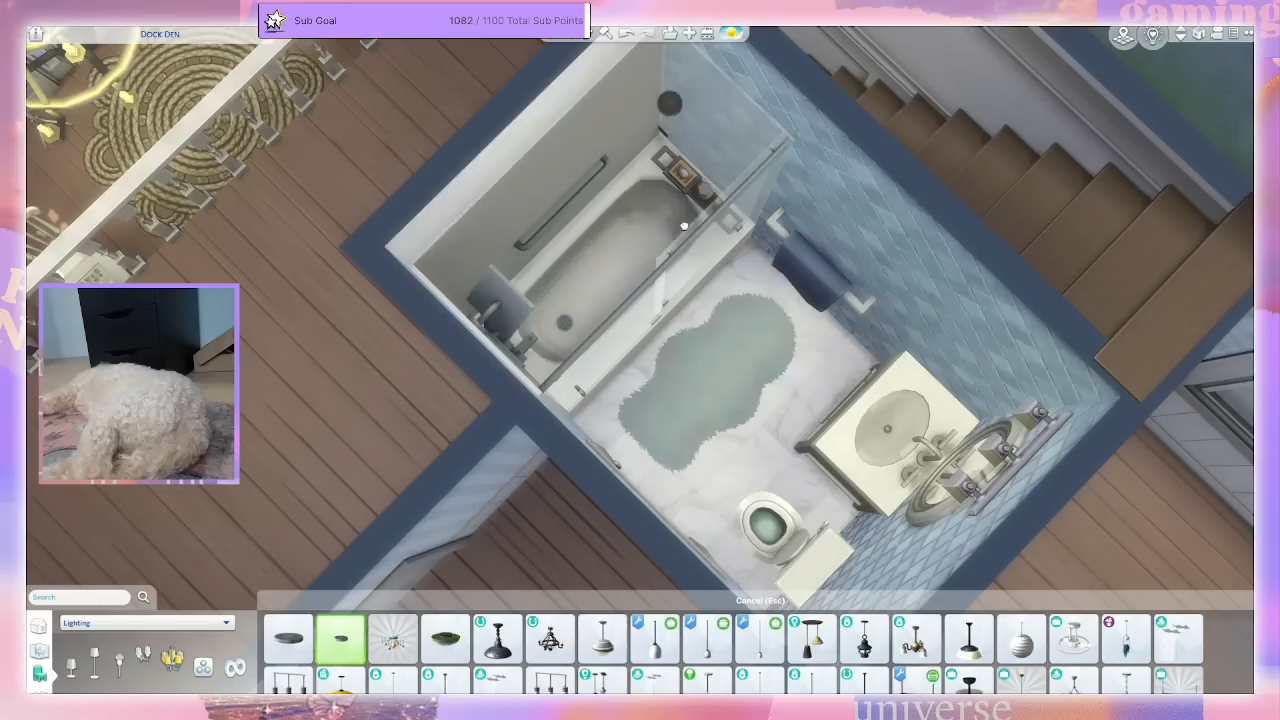 Sub Goal
1082 / 1100 Total Sub Points
gaming
DOCK DEN
Cancel (Esc)
Search
Lighting
universe